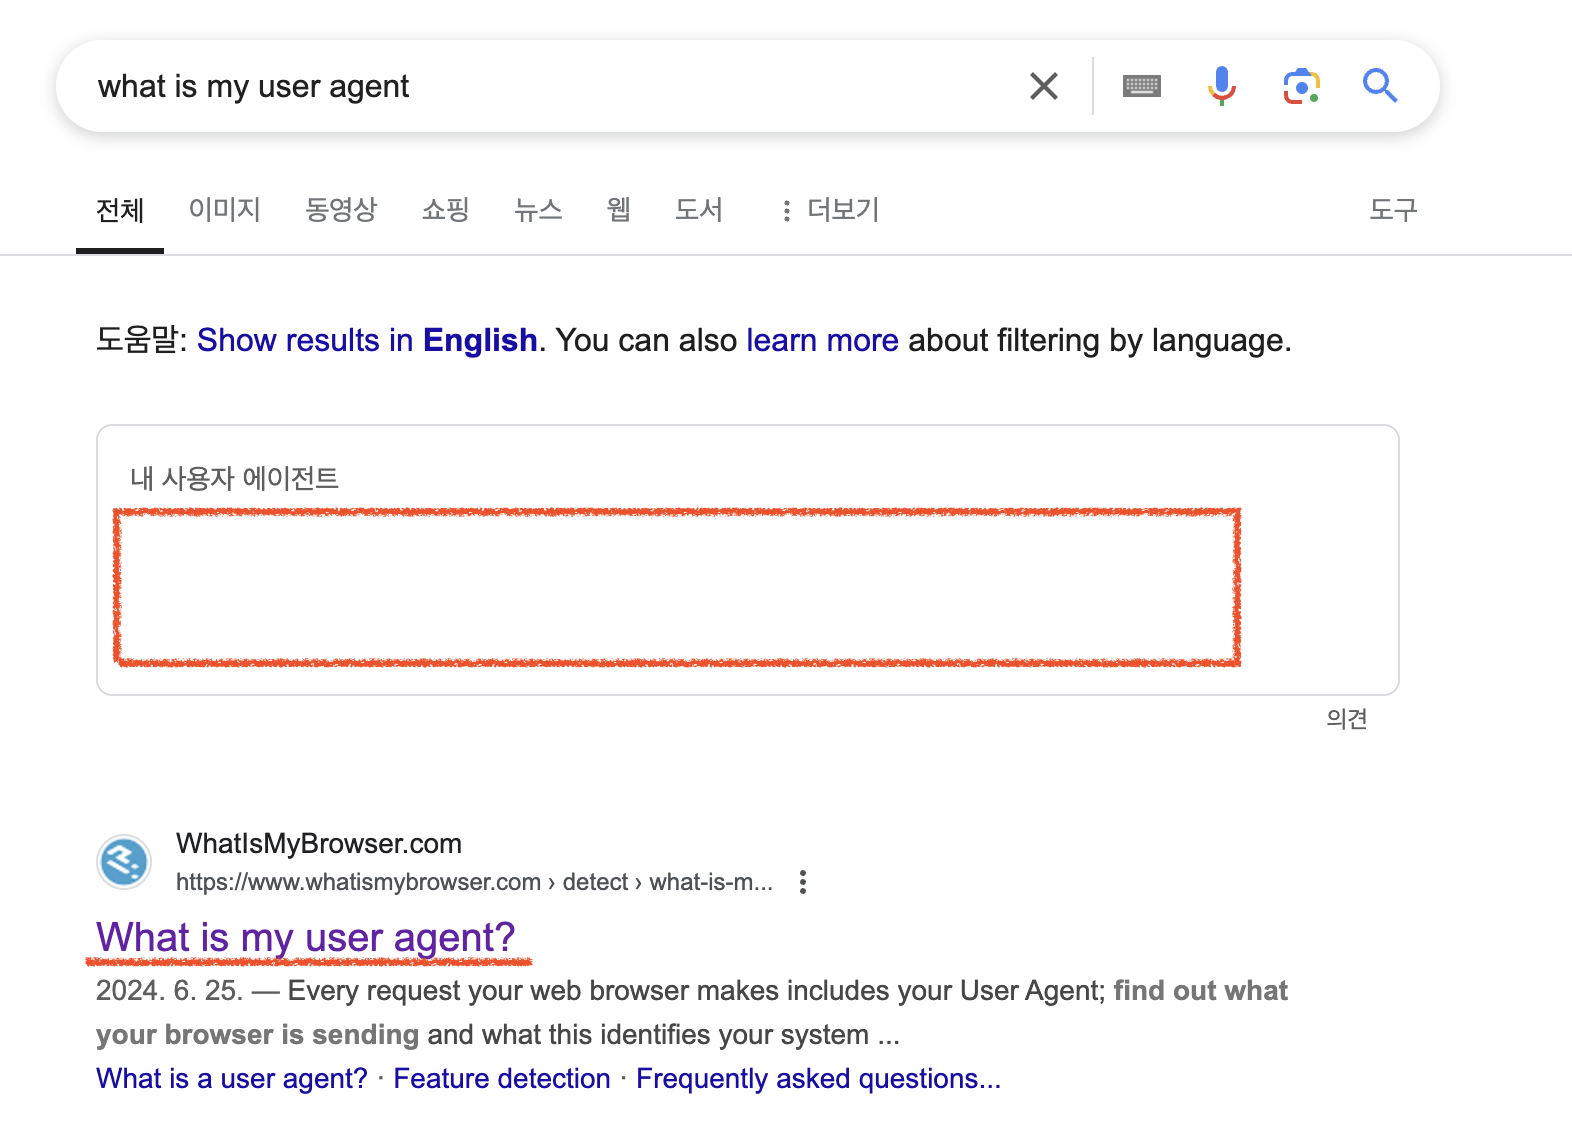 what is my user agent
전체 이미지 동영상 쇼핑 뉴스 웹 도서 ⋮ 더보기 도구
도움말: Show results in English. You can also learn more about filtering by language.
내 사용자 에이전트
의견
WhatIsMyBrowser.com
https://www.whatismybrowser.com › detect › what-is-m...
What is my user agent?
2024. 6. 25. — Every request your web browser makes includes your User Agent; find out what
your browser is sending and what this identifies your system ...
What is a user agent? · Feature detection · Frequently asked questions...